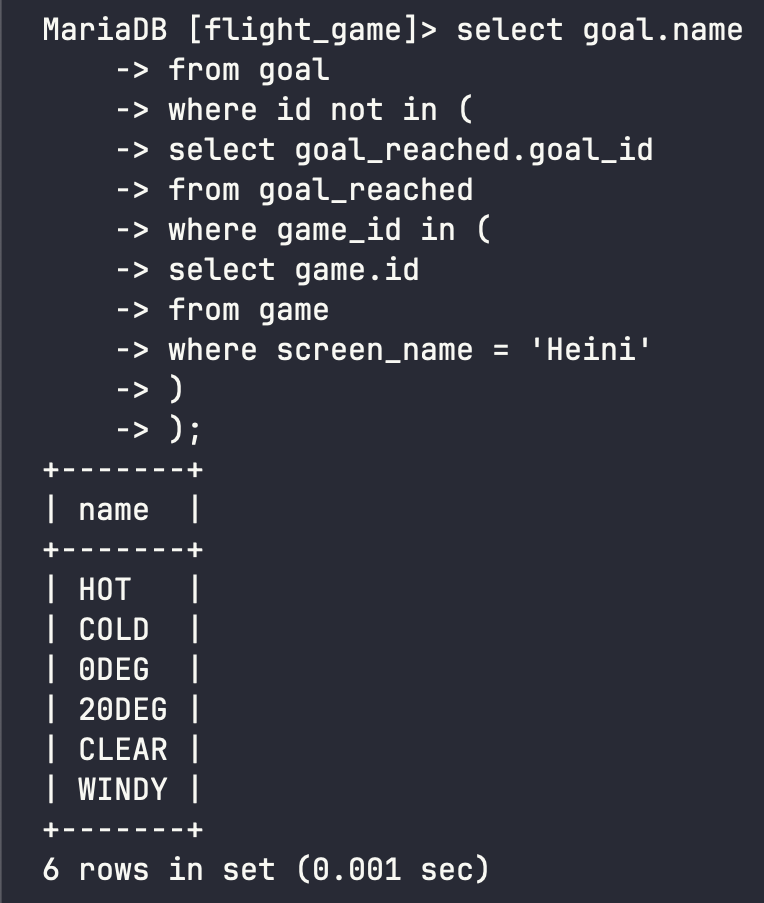 MariaDB [flight_game]> select goal.name
    -> from goal
    -> where id not in (
    -> select goal_reached.goal_id
    -> from goal_reached
    -> where game_id in (
    -> select game.id
    -> from game
    -> where screen_name = 'Heini'
    -> )
    -> );
+-------+
| name  |
+-------+
| HOT   |
| COLD  |
| 0DEG  |
| 20DEG |
| CLEAR |
| WINDY |
+-------+
6 rows in set (0.001 sec)